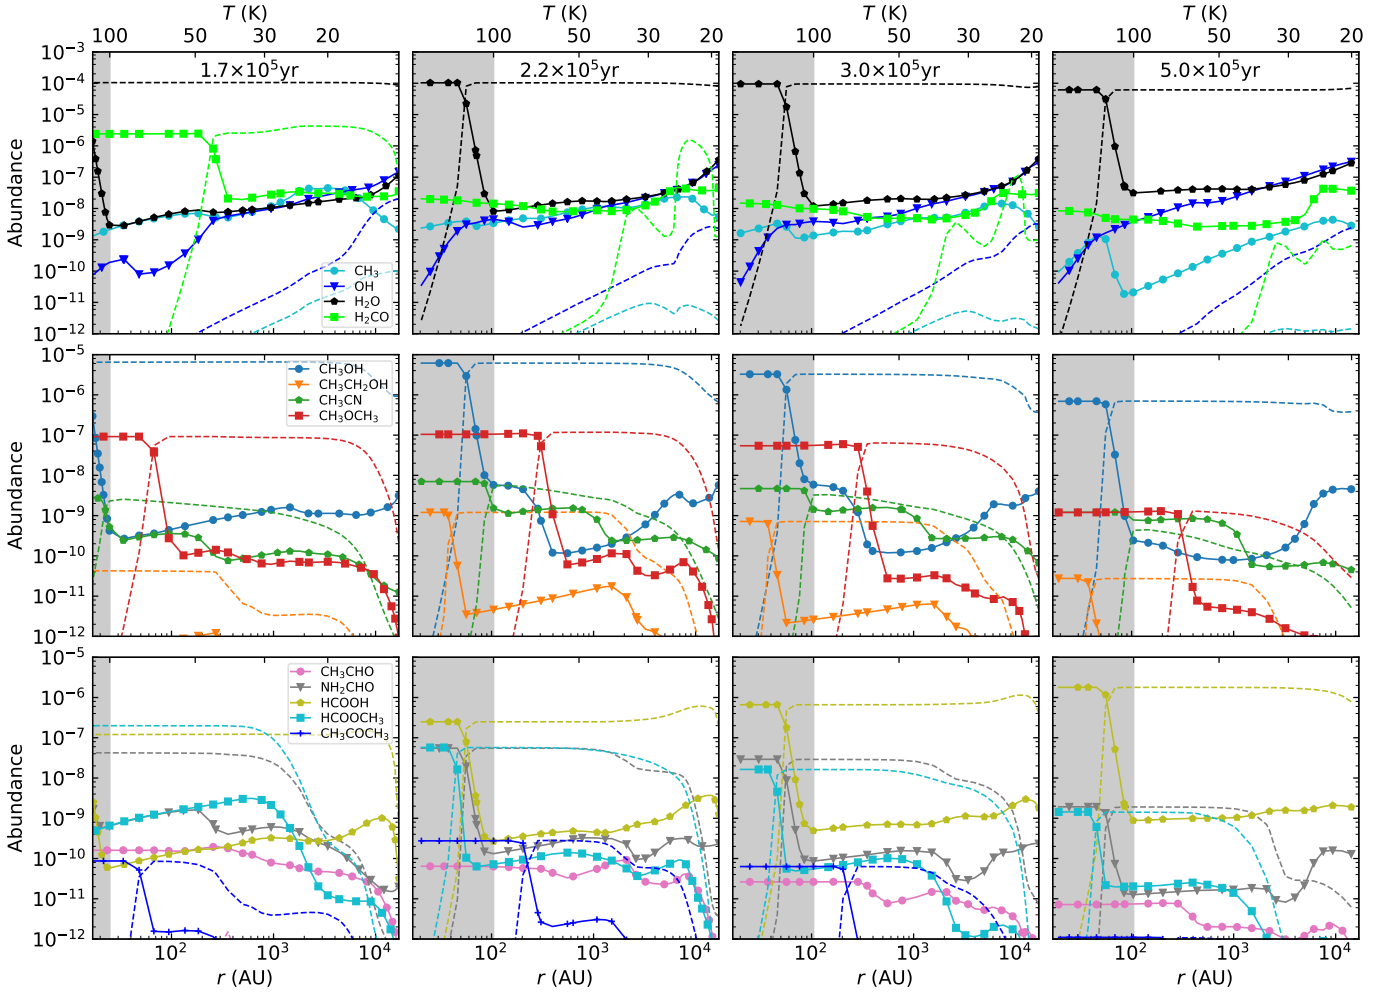 T (K) T (K) T (K) T (K)
100 50 30 20 100 50 30 20 100 50 30 20 100 50 30 20
10⁻³
10⁻⁴
10⁻⁵
10⁻⁶
10⁻⁷
10⁻⁸
10⁻⁹
10⁻¹⁰
10⁻¹¹
10⁻¹²
Abundance
1.7×10⁵yr
2.2×10⁵yr
3.0×10⁵yr
5.0×10⁵yr
CH₃
OH
H₂O
H₂CO
10⁻⁵
10⁻⁶
10⁻⁷
10⁻⁸
10⁻⁹
10⁻¹⁰
10⁻¹¹
10⁻¹²
Abundance
CH₃OH
CH₃CH₂OH
CH₃CN
CH₃OCH₃
10⁻⁵
10⁻⁶
10⁻⁷
10⁻⁸
10⁻⁹
10⁻¹⁰
10⁻¹¹
10⁻¹²
Abundance
CH₃CHO
NH₂CHO
HCOOH
HCOOCH₃
CH₃COCH₃
10² 10³ 10⁴ 10² 10³ 10⁴ 10² 10³ 10⁴ 10² 10³ 10⁴
r (AU) r (AU) r (AU) r (AU)